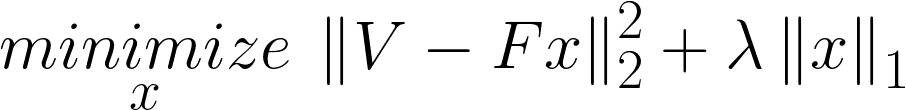 minimize ‖V − Fx‖₂² + λ ‖x‖₁
x